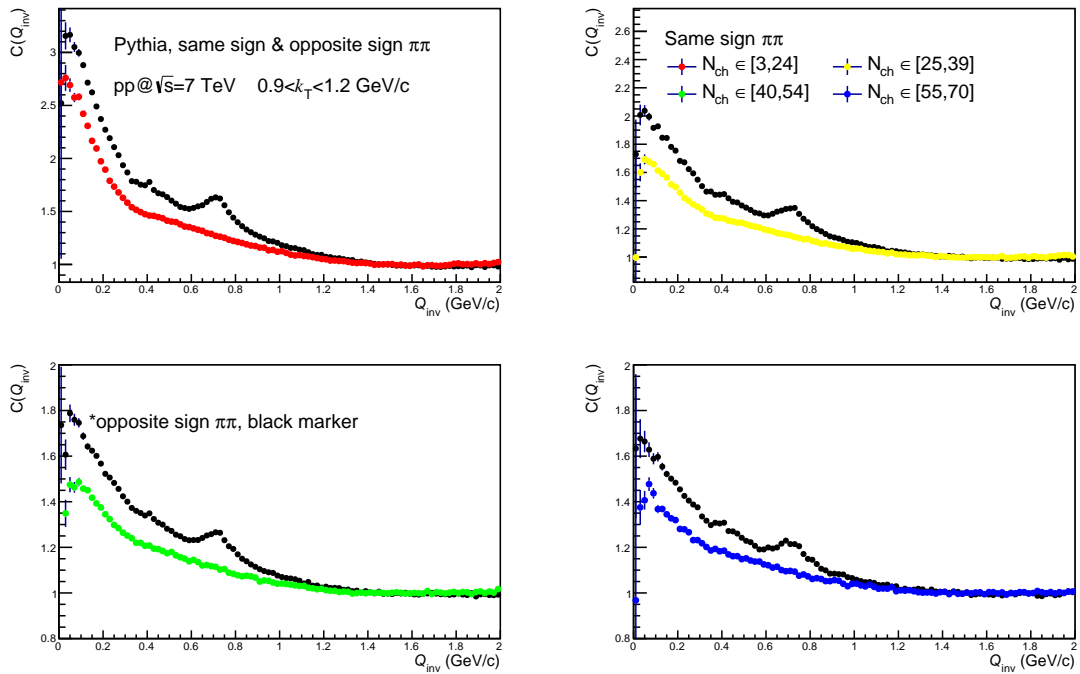 C(Q_inv)
3.5
3
2.5
2
1.5
1
Pythia, same sign & opposite sign ππ
pp@√s=7 TeV 0.9<k_T<1.2 GeV/c
0 0.2 0.4 0.6 0.8 1 1.2 1.4 1.6 1.8 2
Q_inv (GeV/c)
C(Q_inv)
2.6
2.4
2.2
2
1.8
1.6
1.4
1.2
1
Same sign ππ
N_ch ∈ [3,24] N_ch ∈ [25,39]
N_ch ∈ [40,54] N_ch ∈ [55,70]
0 0.2 0.4 0.6 0.8 1 1.2 1.4 1.6 1.8 2
Q_inv (GeV/c)
C(Q_inv)
2
1.8
1.6
1.4
1.2
1
0.8
*opposite sign ππ, black marker
0 0.2 0.4 0.6 0.8 1 1.2 1.4 1.6 1.8 2
Q_inv (GeV/c)
C(Q_inv)
2.2
2
1.8
1.6
1.4
1.2
1
0.8
0 0.2 0.4 0.6 0.8 1 1.2 1.4 1.6 1.8 2
Q_inv (GeV/c)